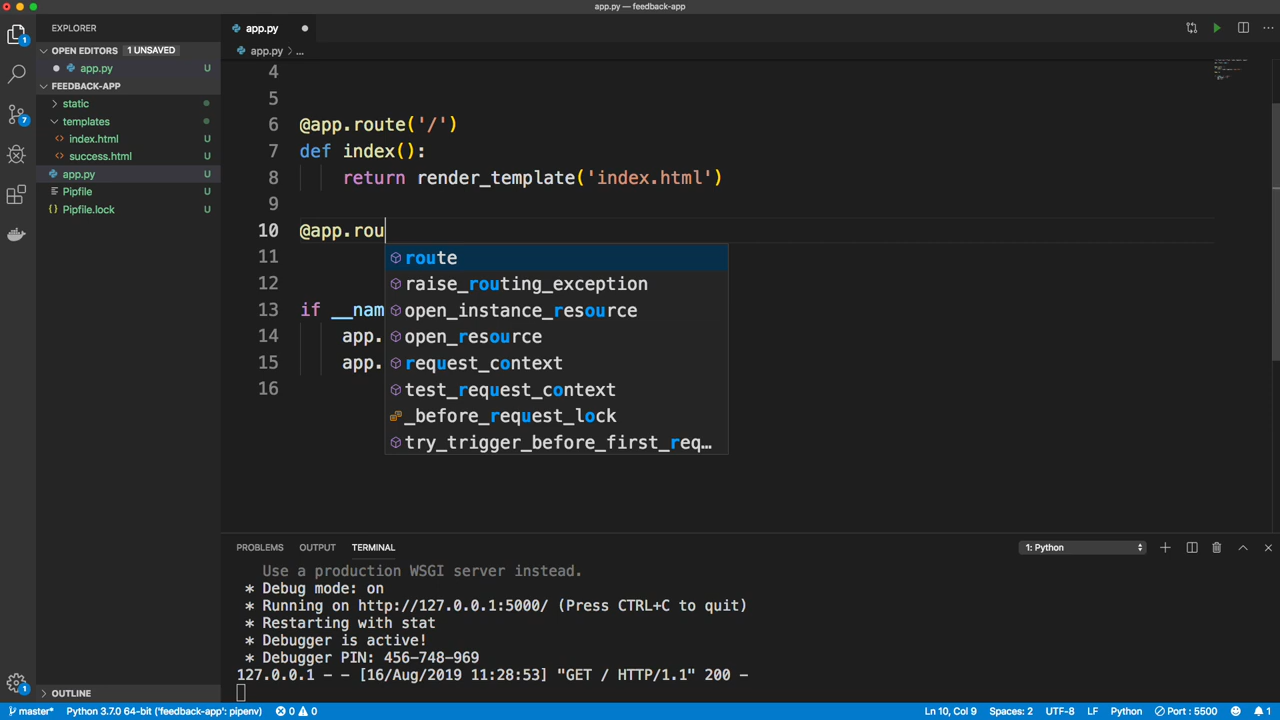 app.py — feedback-app
EXPLORER
OPEN EDITORS 1 UNSAVED
app.py U
FEEDBACK-APP
static
templates
index.html U
success.html U
app.py U
Pipfile U
Pipfile.lock U
OUTLINE
1
7
1
app.py
app.py > ...
4
5
6 @app.route('/')
7 def index():
8 return render_template('index.html')
9
10 @app.rou
11
12
13 if __nam
14 app.
15 app.
16
route
raise_routing_exception
open_instance_resource
open_resource
request_context
test_request_context
_before_request_lock
try_trigger_before_first_req...
PROBLEMS OUTPUT TERMINAL 1: Python
Use a production WSGI server instead.
* Debug mode: on
* Running on http://127.0.0.1:5000/ (Press CTRL+C to quit)
* Restarting with stat
* Debugger is active!
* Debugger PIN: 456-748-969
127.0.0.1 - - [16/Aug/2019 11:28:53] "GET / HTTP/1.1" 200 -
master* Python 3.7.0 64-bit ('feedback-app': pipenv) 0 0 Ln 10, Col 9 Spaces: 2 UTF-8 LF Python Port : 5500 1